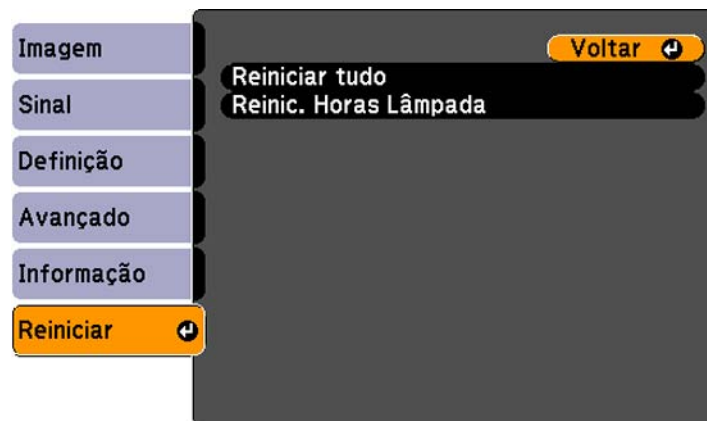 Imagem
Sinal
Definição
Avançado
Informação
Reiniciar
Voltar
Reiniciar tudo
Reinic. Horas Lâmpada